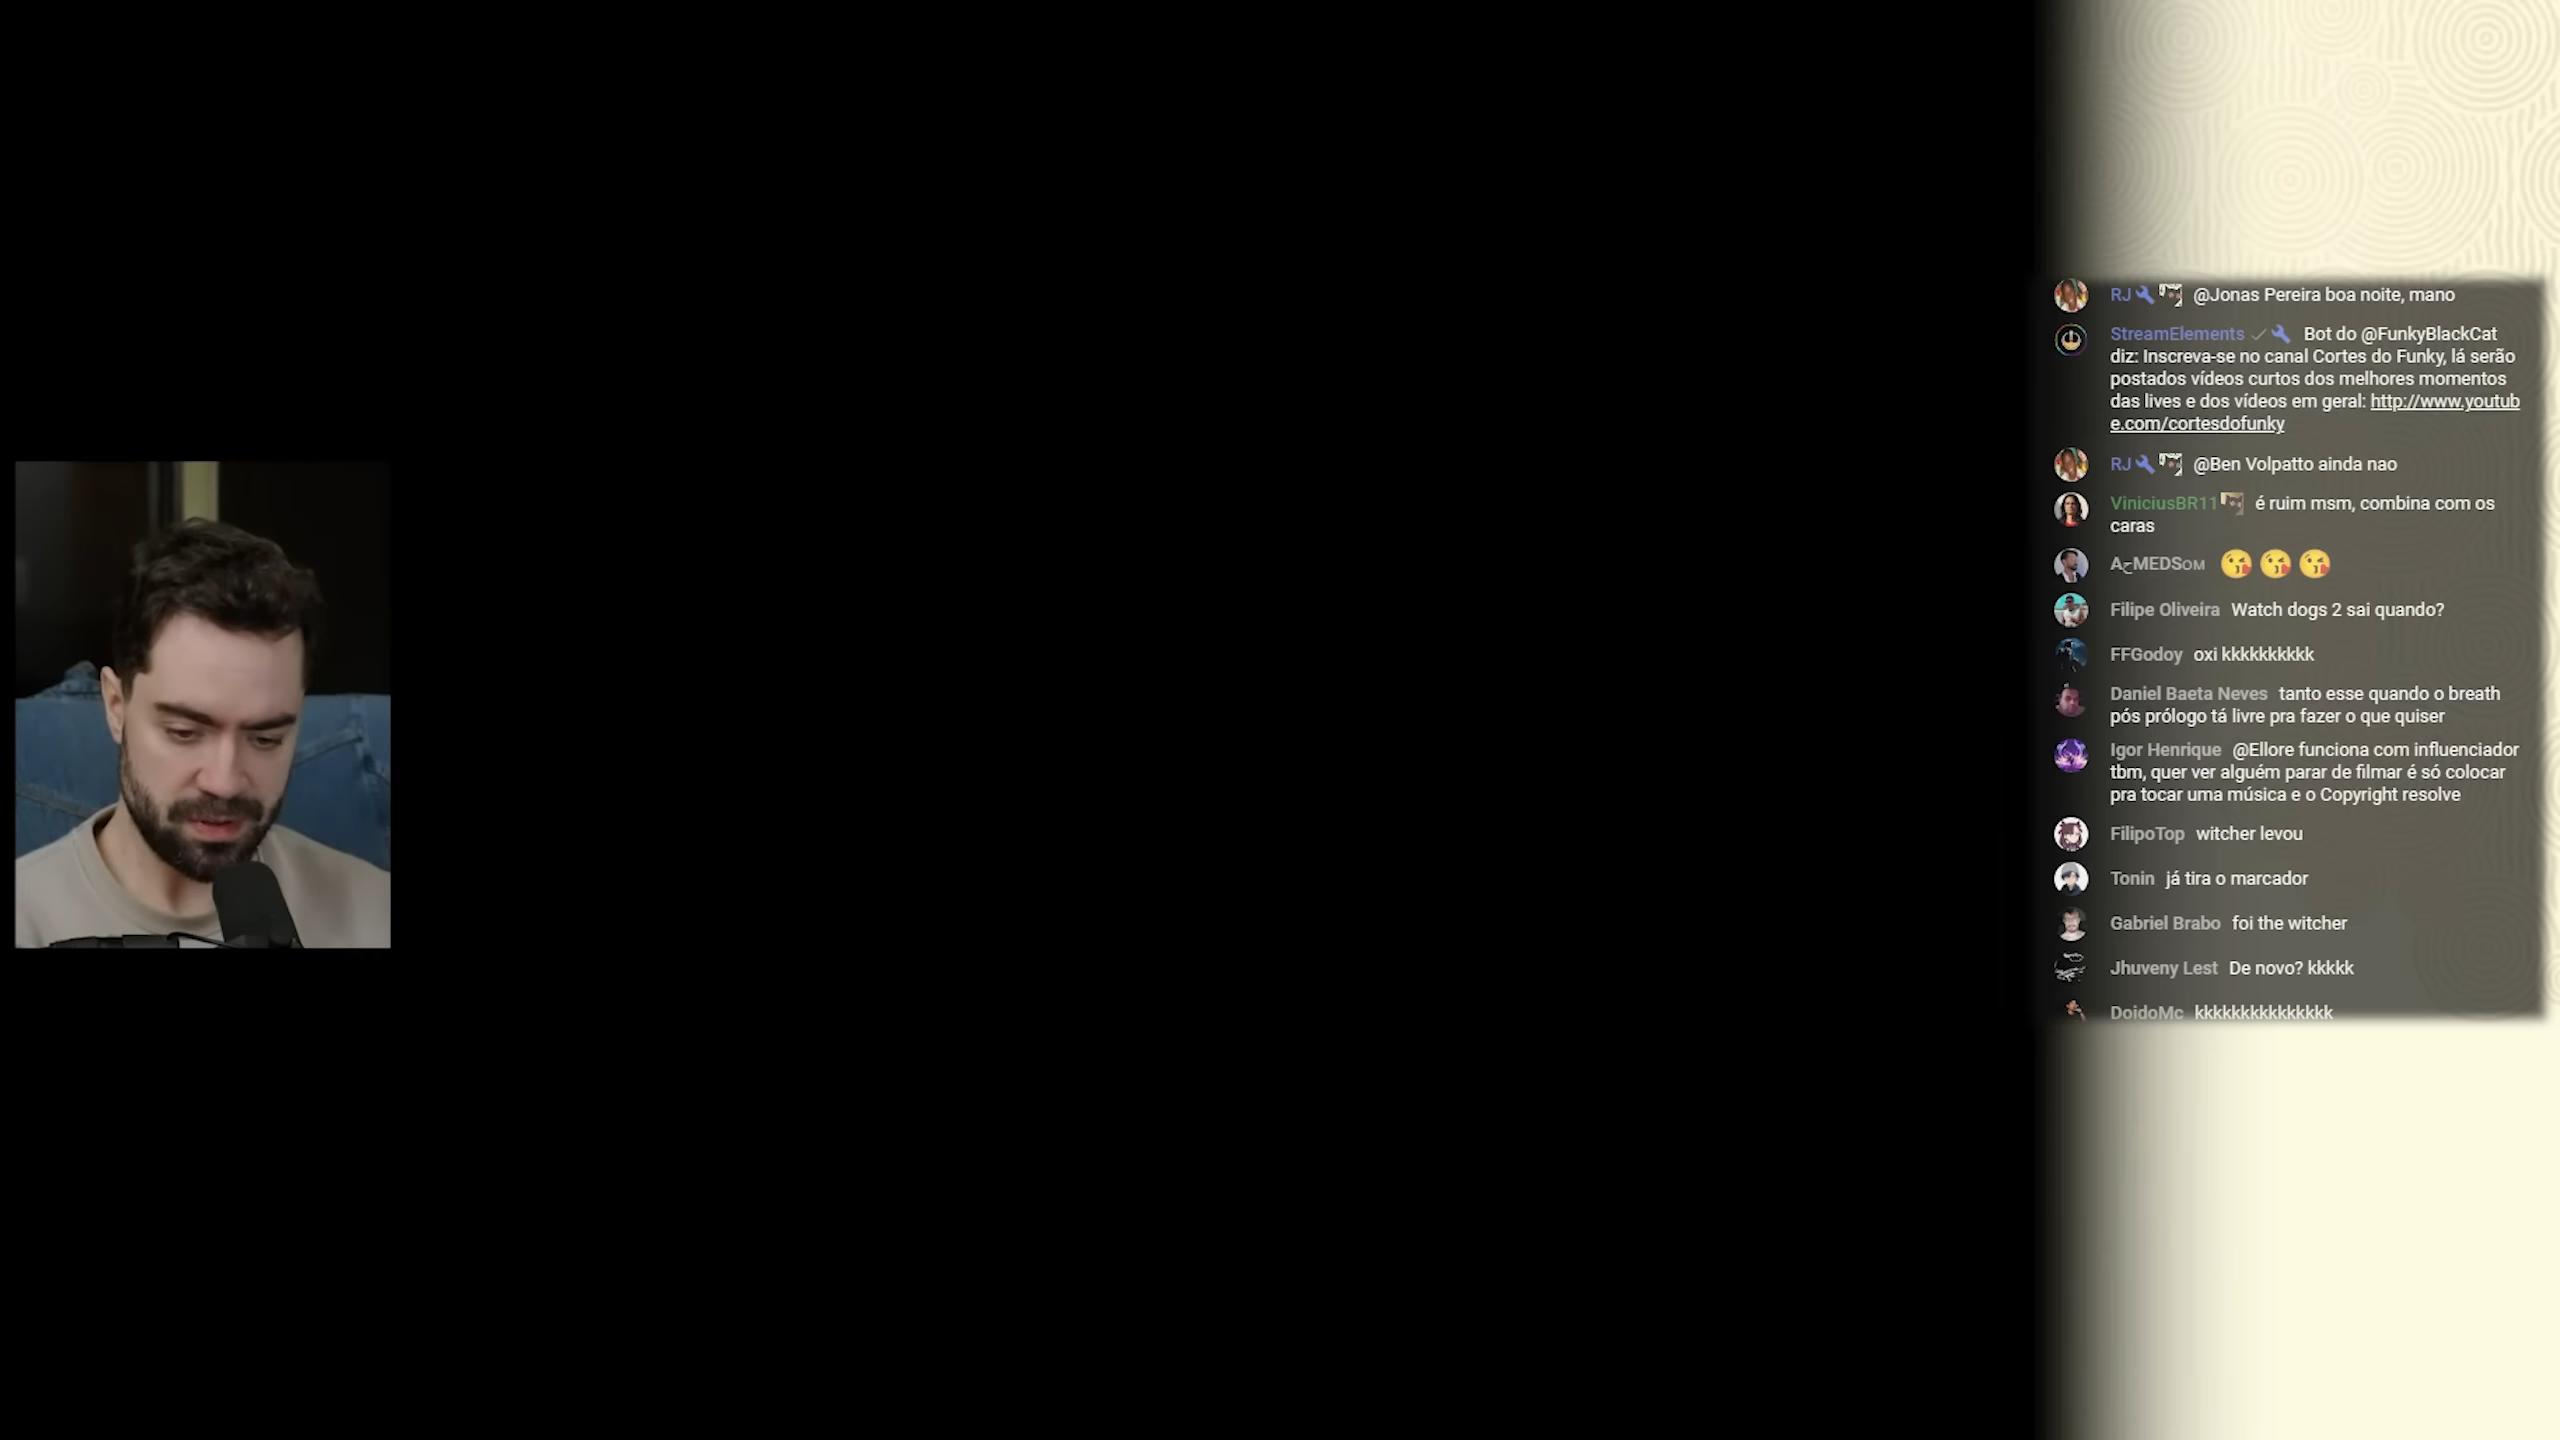 RJ @Jonas Pereira boa noite, mano
StreamElements Bot do @FunkyBlackCat
diz: Inscreva-se no canal Cortes do Funky, lá serão
postados vídeos curtos dos melhores momentos
das lives e dos vídeos em geral: http://www.youtub
e.com/cortesdofunky
RJ @Ben Volpatto ainda nao
ViniciusBR11 é ruim msm, combina com os
caras
AحMEDSᴏᴍ 😘 😘 😘
Filipe Oliveira Watch dogs 2 sai quando?
FFGodoy oxi kkkkkkkkkk
Daniel Baeta Neves tanto esse quando o breath
pós prólogo tá livre pra fazer o que quiser
Igor Henrique @Ellore funciona com influenciador
tbm, quer ver alguém parar de filmar é só colocar
pra tocar uma música e o Copyright resolve
FilipoTop witcher levou
Tonin já tira o marcador
Gabriel Brabo foi the witcher
Jhuveny Lest De novo? kkkkk
DoidoMc kkkkkkkkkkkkkkk